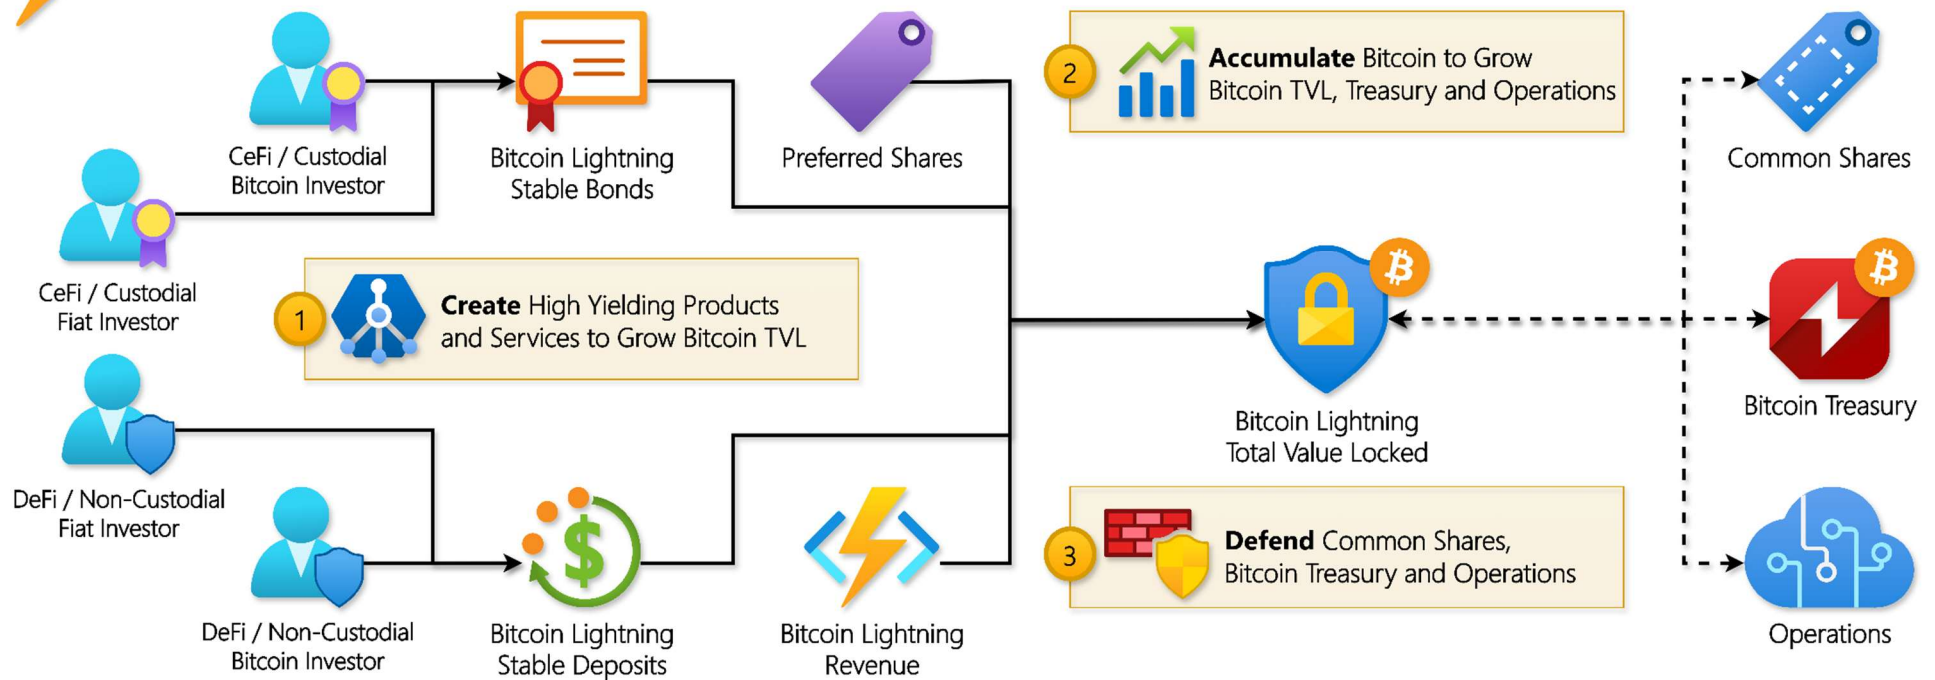 CeFi / Custodial
Bitcoin Investor
Bitcoin Lightning
Stable Bonds
Preferred Shares
2
Accumulate Bitcoin to Grow
Bitcoin TVL, Treasury and Operations
Common Shares
CeFi / Custodial
Fiat Investor
1
Create High Yielding Products
and Services to Grow Bitcoin TVL
Bitcoin Lightning
Total Value Locked
Bitcoin Treasury
DeFi / Non-Custodial
Fiat Investor
3
Defend Common Shares,
Bitcoin Treasury and Operations
DeFi / Non-Custodial
Bitcoin Investor
$
Bitcoin Lightning
Stable Deposits
Bitcoin Lightning
Revenue
Operations